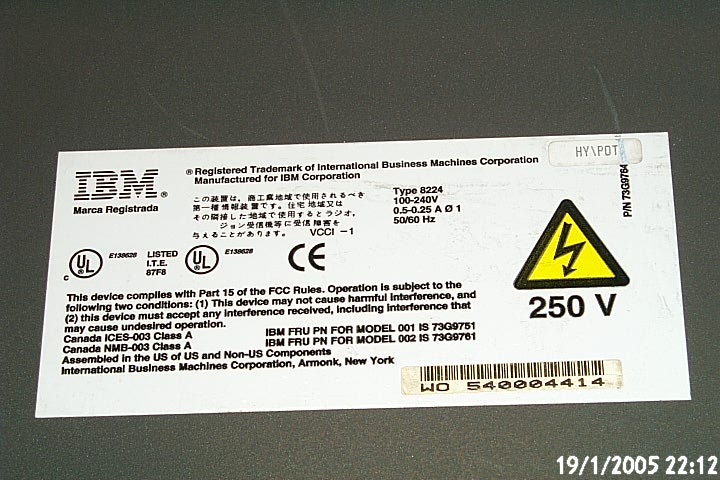 HY\POT
IBM®
Marca Registrada
® Registered Trademark of International Business Machines Corporation
Manufactured for IBM Corporation
この装置は、商工業地域で使用されるべき
第一種情報装置です。住宅地域又は
その隣接した地域で使用するとラジオ、
テレビジョン受信機等に受信障害を
与えることがあります。 VCCI -1
Type 8224
100-240V
0.5-0.25 A Ø 1
50/60 Hz
P/N 73G9764
c UL E138628
LISTED
I.T.E.
87F8
UL E138628
CE
250 V
This device complies with Part 15 of the FCC Rules. Operation is subject to the
following two conditions: (1) This device may not cause harmful interference, and
(2) this device must accept any interference received, including interference that
may cause undesired operation.
Canada ICES-003 Class A IBM FRU PN FOR MODEL 001 IS 73G9751
Canada NMB-003 Class A IBM FRU PN FOR MODEL 002 IS 73G9761
Assembled in the US of US and Non-US Components
International Business Machines Corporation, Armonk, New York
WO 540004414
19/1/2005 22:12